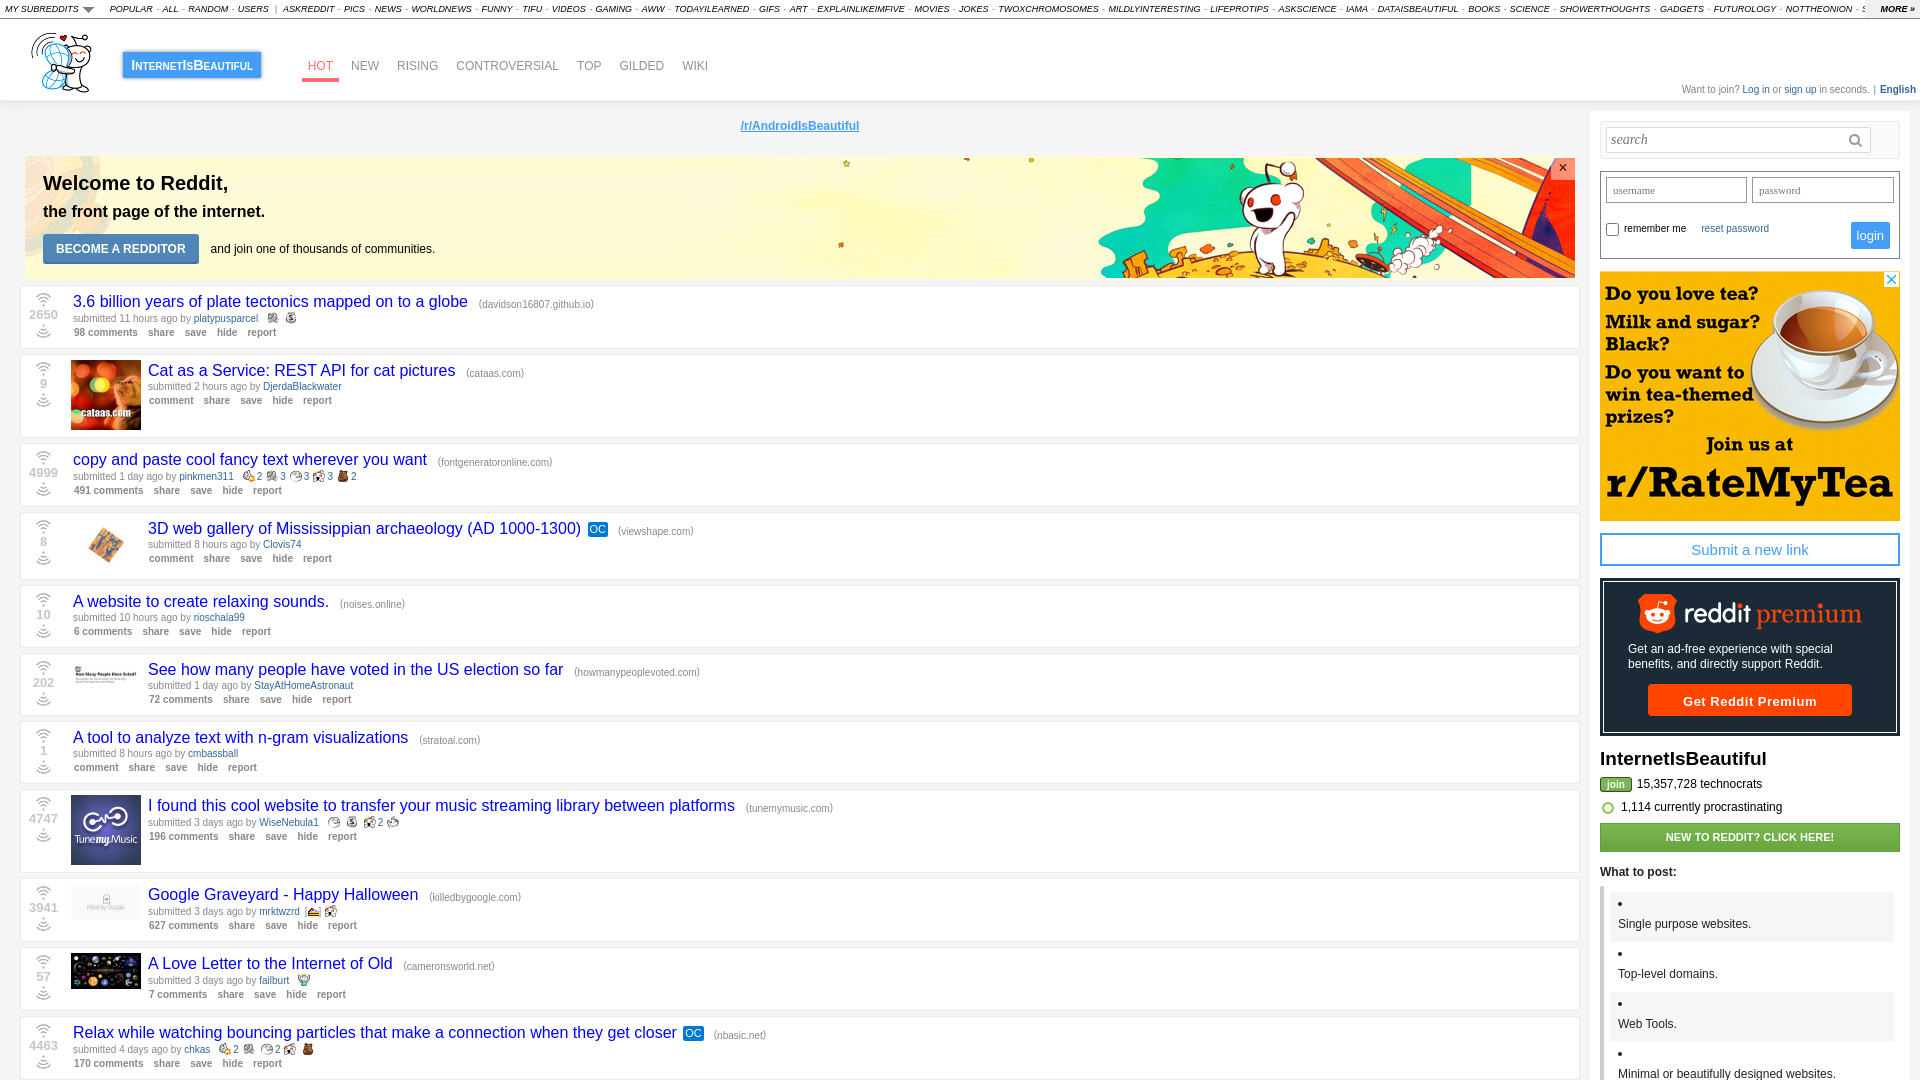 MY SUBREDDITS POPULAR - ALL - RANDOM - USERS | ASKREDDIT - PICS - NEWS - WORLDNEWS - FUNNY - TIFU - VIDEOS - GAMING - AWW - TODAYILEARNED - GIFS - ART - EXPLAINLIKEIMFIVE - MOVIES - JOKES - TWOXCHROMOSOMES - MILDLYINTERESTING - LIFEPROTIPS - ASKSCIENCE - IAMA - DATAISBEAUTIFUL - BOOKS - SCIENCE - SHOWERTHOUGHTS - GADGETS - FUTUROLOGY - NOTTHEONION - MORE »
InternetIsBeautiful HOT NEW RISING CONTROVERSIAL TOP GILDED WIKI
Want to join? Log in or sign up in seconds. | English
/r/AndroidIsBeautiful
Welcome to Reddit,
the front page of the internet.
BECOME A REDDITOR and join one of thousands of communities.
×
3.6 billion years of plate tectonics mapped on to a globe (davidson16807.github.io)
2650
submitted 11 hours ago by platypusparcel
98 comments share save hide report
Cat as a Service: REST API for cat pictures (cataas.com)
9
submitted 2 hours ago by DjerdaBlackwater
comment share save hide report
cataas.com
copy and paste cool fancy text wherever you want (fontgeneratoronline.com)
4999
submitted 1 day ago by pinkmen311 2 3 3 3 2
491 comments share save hide report
3D web gallery of Mississippian archaeology (AD 1000-1300) OC (viewshape.com)
8
submitted 8 hours ago by Clovis74
comment share save hide report
A website to create relaxing sounds. (noises.online)
10
submitted 10 hours ago by rioschala99
6 comments share save hide report
See how many people have voted in the US election so far (howmanypeoplevoted.com)
How Many People Have Voted?
202
submitted 1 day ago by StayAtHomeAstronaut
72 comments share save hide report
A tool to analyze text with n-gram visualizations (stratoai.com)
1
submitted 8 hours ago by cmbassball
comment share save hide report
I found this cool website to transfer your music streaming library between platforms (tunemymusic.com)
4747
submitted 3 days ago by WiseNebula1 2
196 comments share save hide report
Tune my Music
Google Graveyard - Happy Halloween (killedbygoogle.com)
Killed by Google
3941
submitted 3 days ago by mrktwzrd
627 comments share save hide report
A Love Letter to the Internet of Old (cameronsworld.net)
57
submitted 3 days ago by failburt
7 comments share save hide report
Relax while watching bouncing particles that make a connection when they get closer OC (nbasic.net)
4463
submitted 4 days ago by chkas 2 2
170 comments share save hide report
search
username password
remember me reset password login
Do you love tea?
Milk and sugar?
Black?
Do you want to
win tea-themed
prizes?
Join us at
r/RateMyTea
Submit a new link
reddit premium
Get an ad-free experience with special
benefits, and directly support Reddit.
Get Reddit Premium
InternetIsBeautiful
join 15,357,728 technocrats
1,114 currently procrastinating
NEW TO REDDIT? CLICK HERE!
What to post:
•
Single purpose websites.
•
Top-level domains.
•
Web Tools.
•
Minimal or beautifully designed websites.